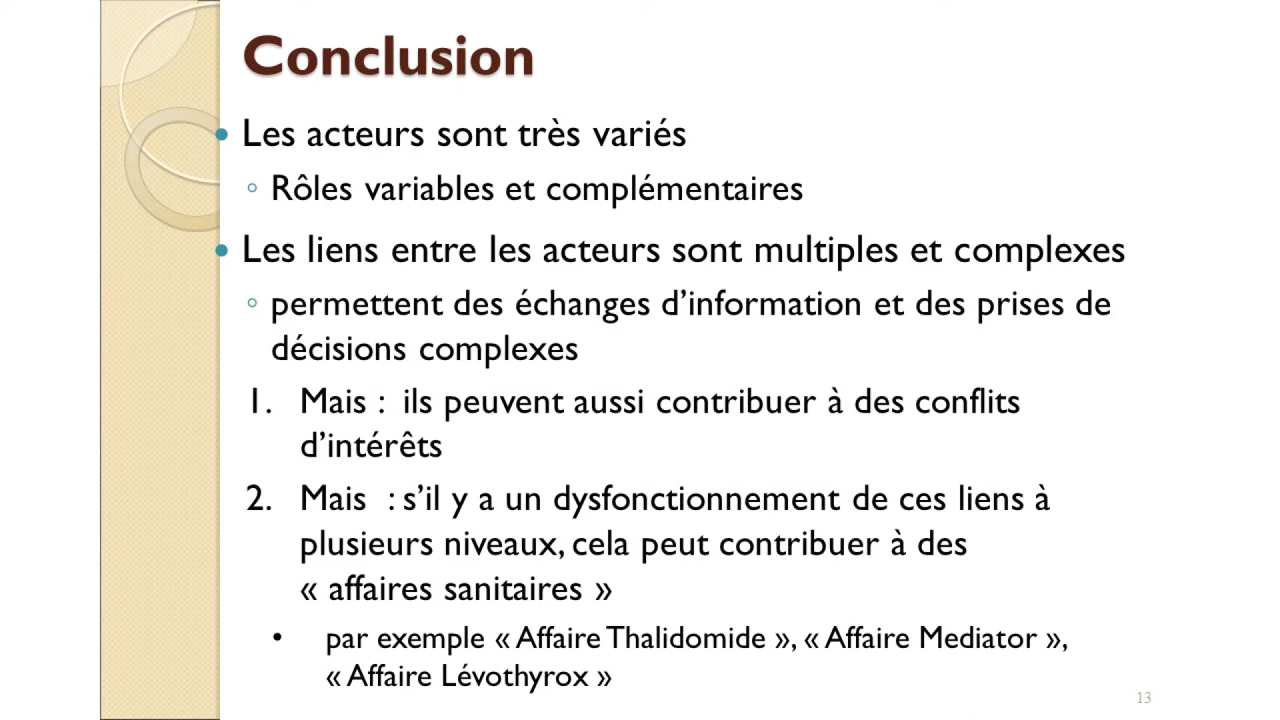 Conclusion
• Les acteurs sont très variés
◦ Rôles variables et complémentaires
• Les liens entre les acteurs sont multiples et complexes
◦ permettent des échanges d’information et des prises de
décisions complexes
1. Mais : ils peuvent aussi contribuer à des conflits
d’intérêts
2. Mais : s’il y a un dysfonctionnement de ces liens à
plusieurs niveaux, cela peut contribuer à des
« affaires sanitaires »
• par exemple « Affaire Thalidomide », « Affaire Mediator »,
« Affaire Lévothyrox »
13